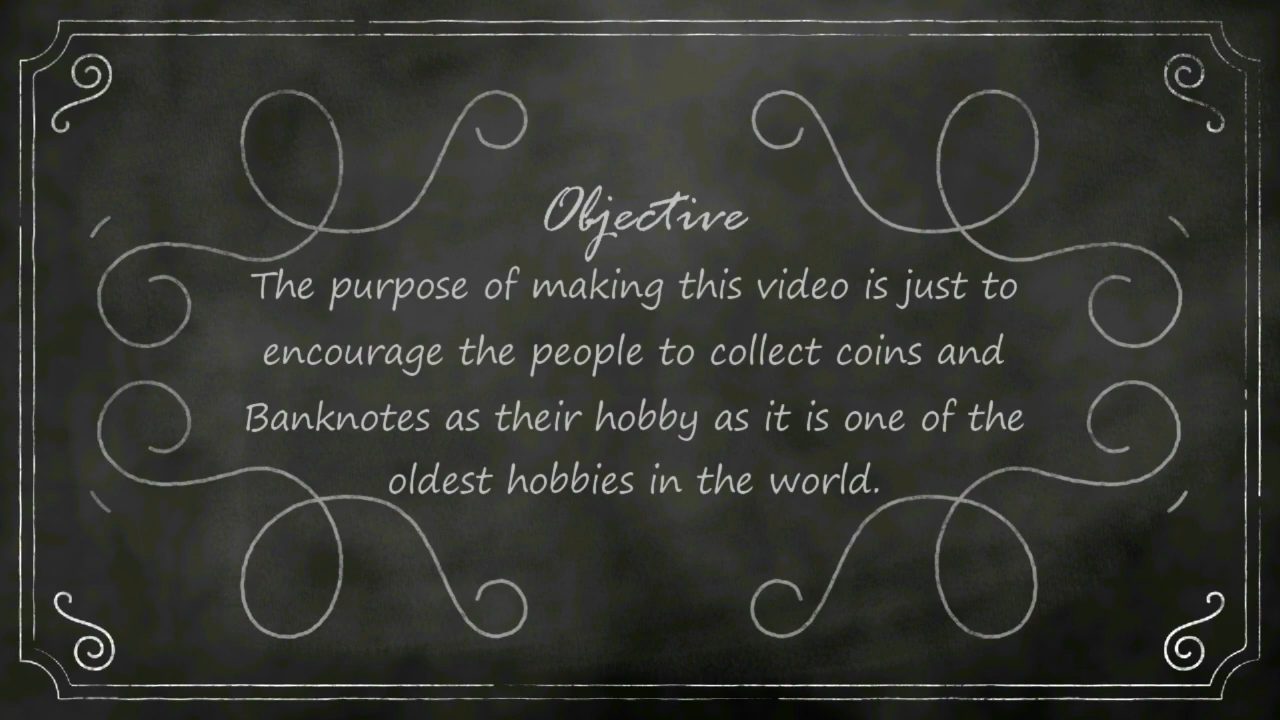 Objective
The purpose of making this video is just to
encourage the people to collect coins and
Banknotes as their hobby as it is one of the
oldest hobbies in the world.